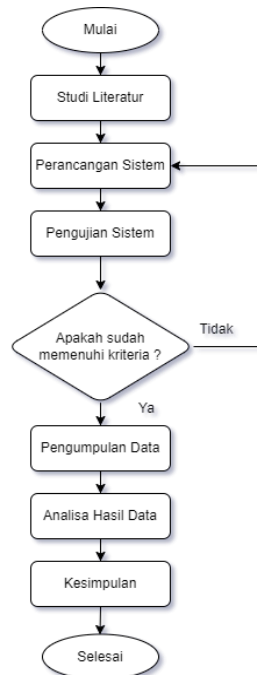 Mulai
Studi Literatur
Perancangan Sistem
Pengujian Sistem
Apakah sudah
memenuhi kriteria ?
Tidak
Ya
Pengumpulan Data
Analisa Hasil Data
Kesimpulan
Selesai